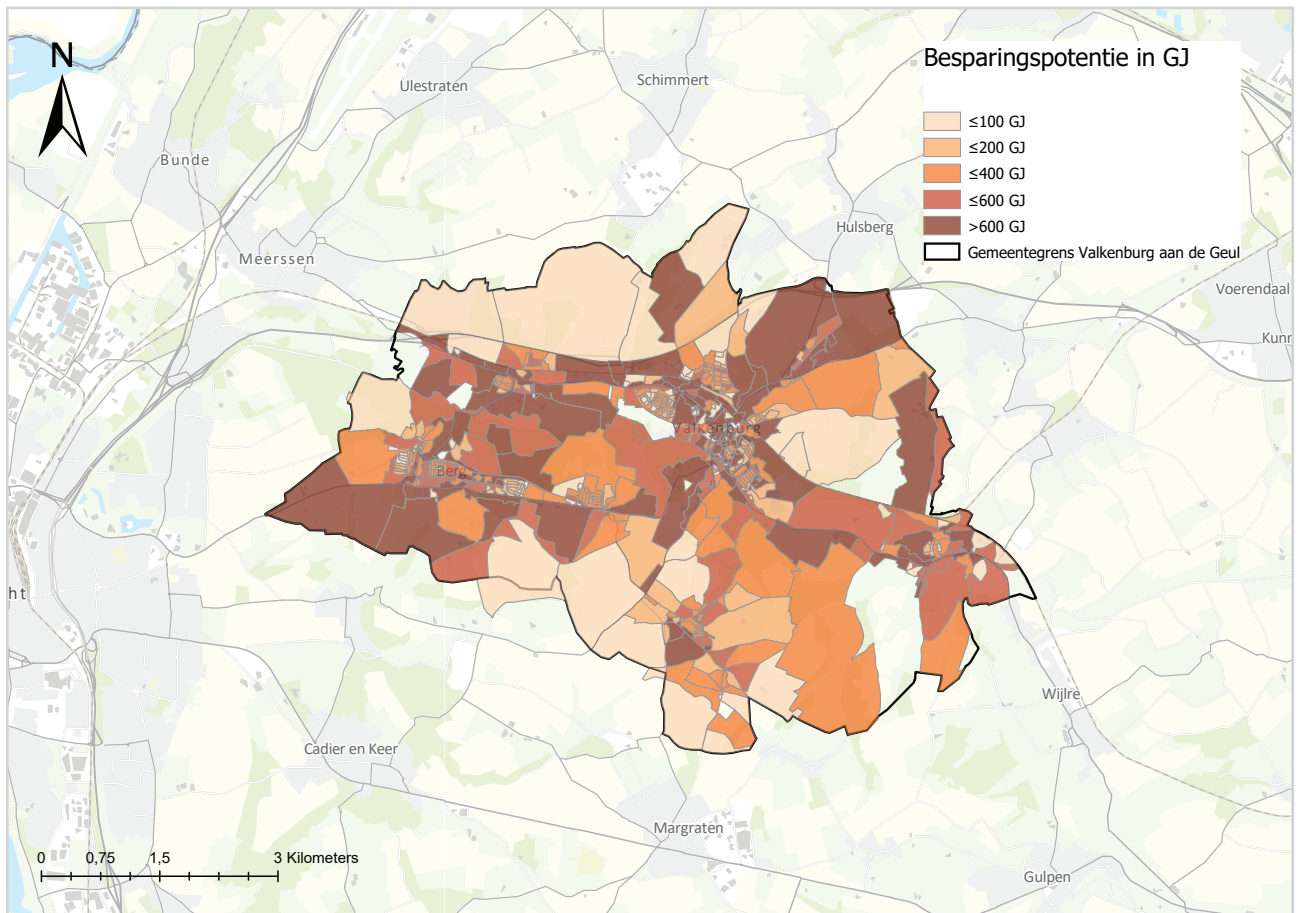 N
Besparingspotentie in GJ
≤100 GJ
≤200 GJ
≤400 GJ
≤600 GJ
>600 GJ
Gemeentegrens Valkenburg aan de Geul
Ulestraten
Schimmert
Bunde
Hulsberg
Meerssen
Voerendaal
Kunr
Valkenburg
Berg
ht
Wijlre
Cadier en Keer
Margraten
Gulpen
0 0,75 1,5 3 Kilometers